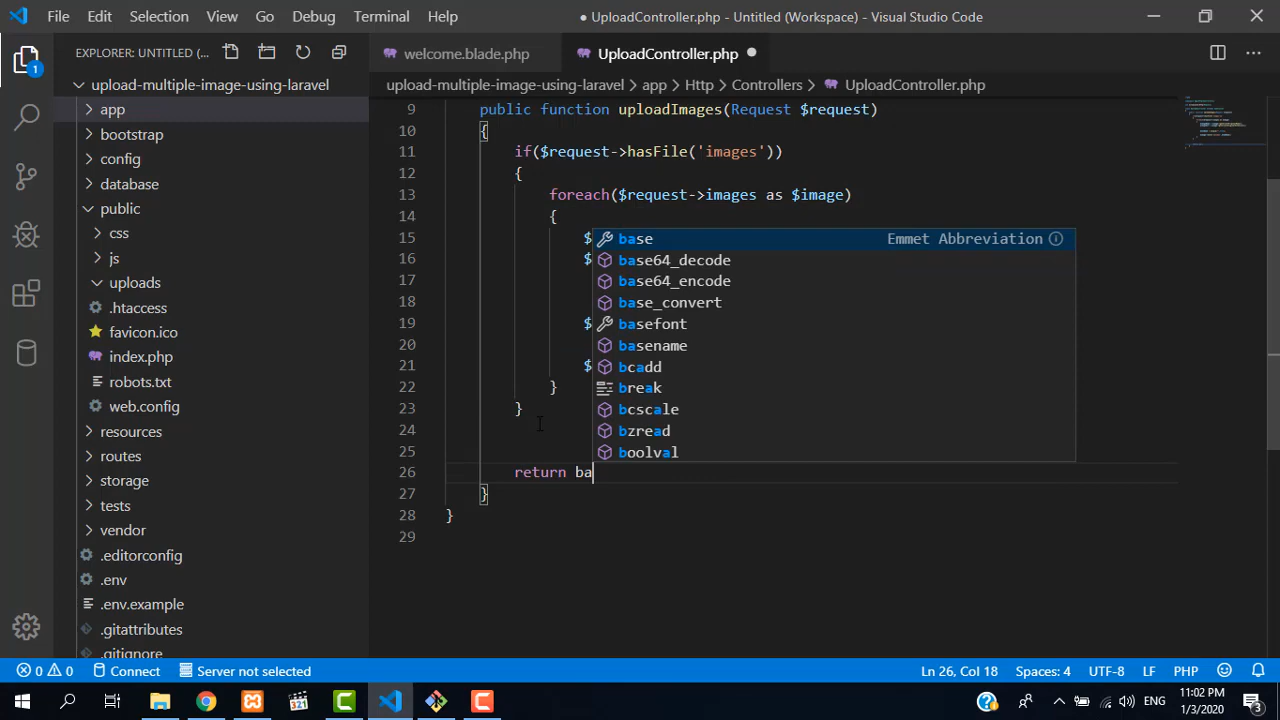 File Edit Selection View Go Debug Terminal Help
● UploadController.php - Untitled (Workspace) - Visual Studio Code
EXPLORER: UNTITLED (...
welcome.blade.php
UploadController.php
upload-multiple-image-using-laravel > app > Http > Controllers > UploadController.php
1
upload-multiple-image-using-laravel
app
bootstrap
config
database
public
css
js
uploads
.htaccess
favicon.ico
index.php
robots.txt
web.config
resources
routes
storage
tests
vendor
.editorconfig
.env
.env.example
.gitattributes
.gitignore
9 public function uploadImages(Request $request)
10 {
11 if($request->hasFile('images'))
12 {
13 foreach($request->images as $image)
14 {
15 $
16 $
17
18
19 $
20
21 $
22 }
23 }
24
25
26 return ba
27 }
28 }
29
base Emmet Abbreviation
base64_decode
base64_encode
base_convert
basefont
basename
bcadd
break
bcscale
bzread
boolval
0 0 Connect Server not selected Ln 26, Col 18 Spaces: 4 UTF-8 LF PHP
321
ENG
11:02 PM
1/3/2020
3